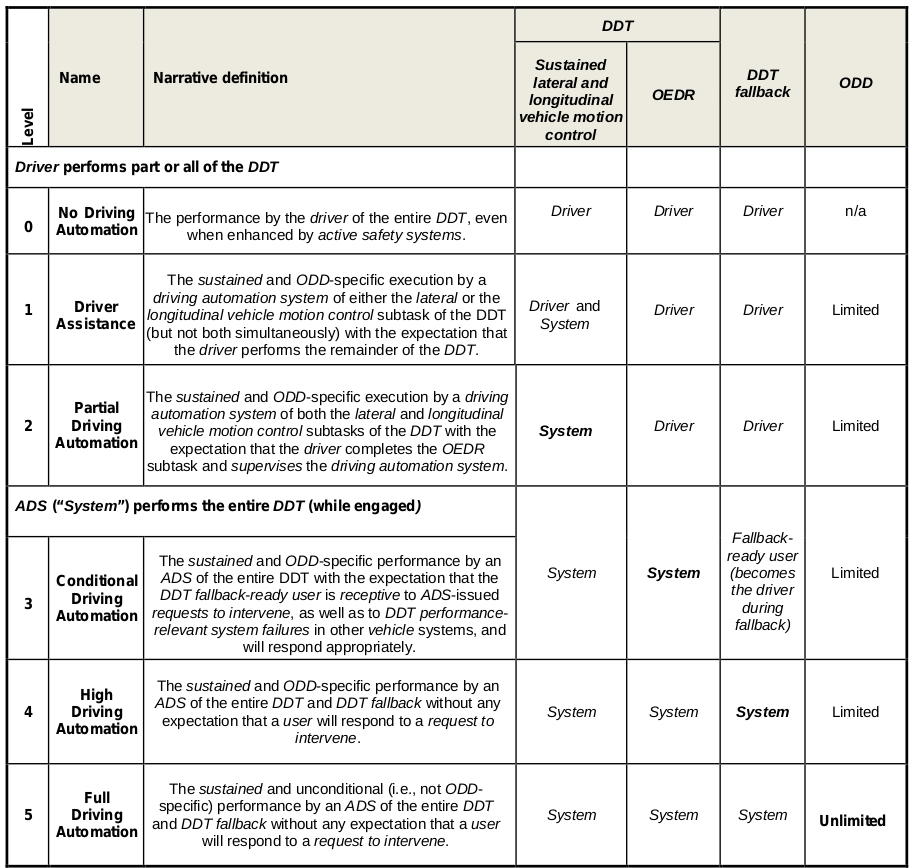 Level
Name
Narrative definition
DDT
Sustained
lateral and
longitudinal
vehicle motion
control
OEDR
DDT
fallback
ODD
Driver performs part or all of the DDT
0
No Driving
Automation
The performance by the driver of the entire DDT, even
when enhanced by active safety systems.
Driver
Driver
Driver
n/a
1
Driver
Assistance
The sustained and ODD-specific execution by a
driving automation system of either the lateral or the
longitudinal vehicle motion control subtask of the DDT
(but not both simultaneously) with the expectation that
the driver performs the remainder of the DDT.
Driver and
System
Driver
Driver
Limited
2
Partial
Driving
Automation
The sustained and ODD-specific execution by a driving
automation system of both the lateral and longitudinal
vehicle motion control subtasks of the DDT with the
expectation that the driver completes the OEDR
subtask and supervises the driving automation system.
System
Driver
Driver
Limited
ADS (“System”) performs the entire DDT (while engaged)
3
Conditional
Driving
Automation
The sustained and ODD-specific performance by an
ADS of the entire DDT with the expectation that the
DDT fallback-ready user is receptive to ADS-issued
requests to intervene, as well as to DDT performance-
relevant system failures in other vehicle systems, and
will respond appropriately.
System
System
Fallback-
ready user
(becomes
the driver
during
fallback)
Limited
4
High
Driving
Automation
The sustained and ODD-specific performance by an
ADS of the entire DDT and DDT fallback without any
expectation that a user will respond to a request to
intervene.
System
System
System
Limited
5
Full
Driving
Automation
The sustained and unconditional (i.e., not ODD-
specific) performance by an ADS of the entire DDT
and DDT fallback without any expectation that a user
will respond to a request to intervene.
System
System
System
Unlimited